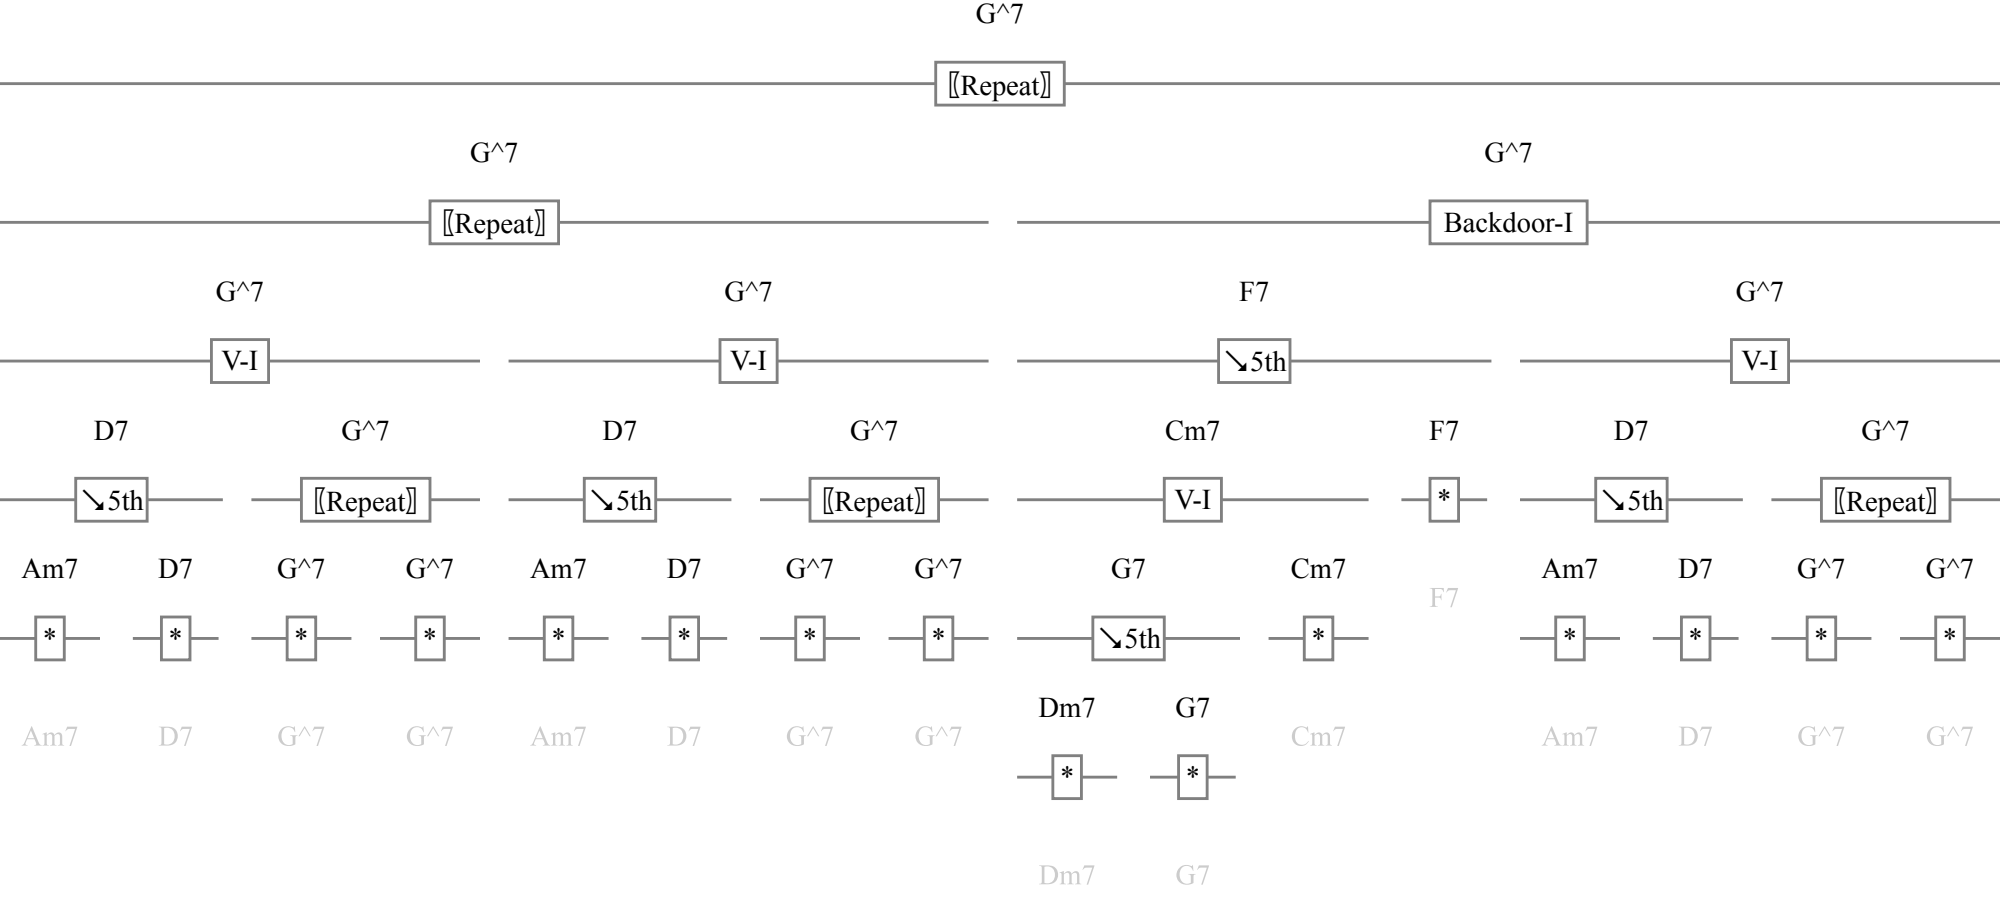 G^7
⟦Repeat⟧
G^7 G^7
⟦Repeat⟧ Backdoor-I
G^7 G^7 F7 G^7
V-I V-I ↘5th V-I
D7 G^7 D7 G^7 Cm7 F7 D7 G^7
↘5th ⟦Repeat⟧ ↘5th ⟦Repeat⟧ V-I * ↘5th ⟦Repeat⟧
Am7 D7 G^7 G^7 Am7 D7 G^7 G^7 G7 Cm7 Am7 D7 G^7 G^7
F7
* * * * * * * * ↘5th * * * * *
Dm7 G7
Am7 D7 G^7 G^7 Am7 D7 G^7 G^7 Cm7 Am7 D7 G^7 G^7
* *
Dm7 G7